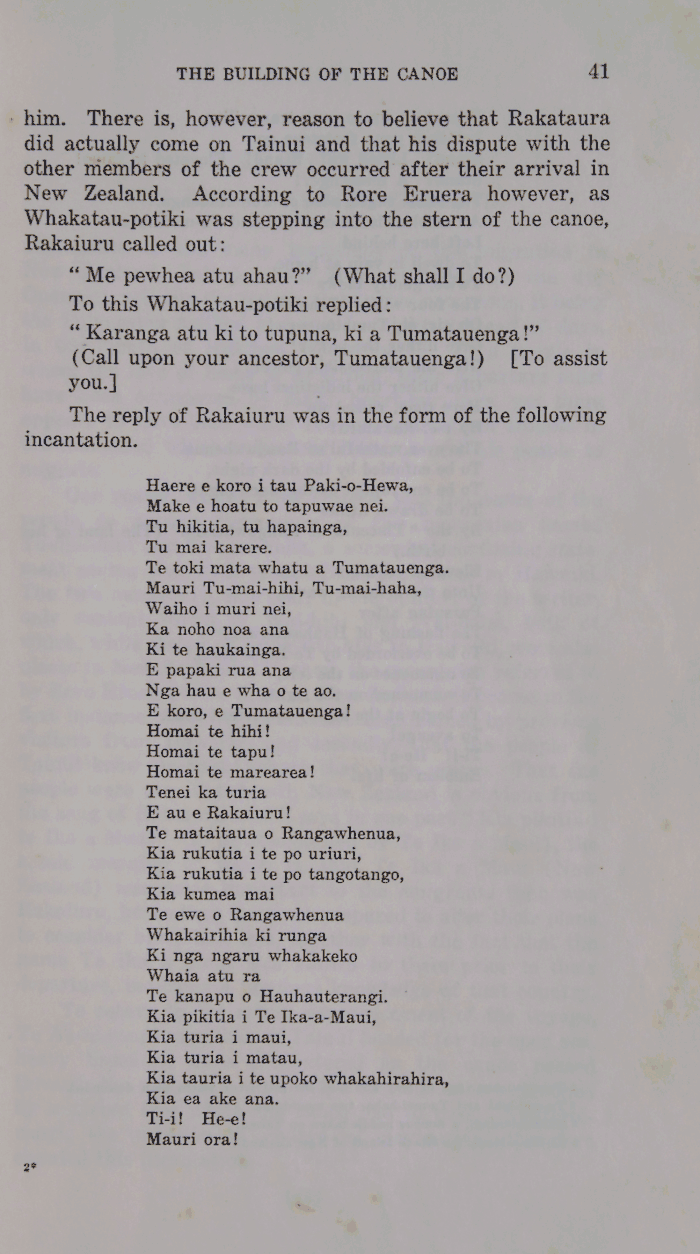 THE BUILDING OF THE CANOE 41
him. There is, however, reason to believe that Rakataura
did actually come on Tainui and that his dispute with the
other members of the crew occurred after their arrival in
New Zealand. According to Rore Eruera however, as
Whakatau-potiki was stepping into the stern of the canoe,
Rakaiuru called out:
“ Me pewhea atu ahau?” (What shall I do?)
To this Whakatau-potiki replied:
“ Karanga atu ki to tupuna, ki a Tumatauenga!”
(Call upon your ancestor, Tumatauenga!) [To assist
you.]
The reply of Rakaiuru was in the form of the following
incantation.
Haere e koro i tau Paki-o-Hewa,
Make e hoatu to tapuwae nei.
Tu hikitia, tu hapainga,
Tu mai karere.
Te toki mata whatu a Tumatauenga.
Mauri Tu-mai-hihi, Tu-mai-haha,
Waiho i muri nei,
Ka noho noa ana
Ki te haukainga.
E papaki rua ana
Nga hau e wha o te ao.
E koro, e Tumatauenga!
Homai te hihi!
Homai te tapu!
Homai te marearea!
Tenei ka turia
E au e Rakaiuru!
Te mataitaua o Rangawhenua,
Kia rukutia i te po uriuri,
Kia rukutia i te po tangotango,
Kia kumea mai
Te ewe o Rangawhenua
Whakairihia ki runga
Ki nga ngaru whakakeko
Whaia atu ra
Te kanapu o Hauhauterangi.
Kia pikitia i Te Ika-a-Maui,
Kia turia i maui,
Kia turia i matau,
Kia tauria i te upoko whakahirahira,
Kia ea ake ana.
Ti-i! He-e!
Mauri ora!
2*